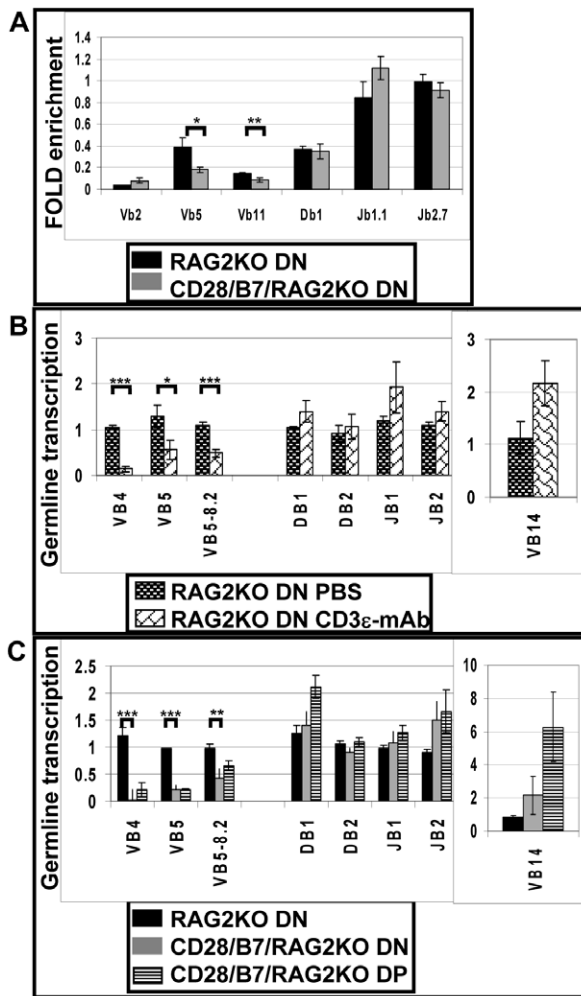 A
FOLD enrichment
1.4
1.2
1
0.8
0.6
0.4
0.2
0
*
**
Vb2 Vb5 Vb11 Db1 Jb1.1 Jb2.7
RAG2KO DN
CD28/B7/RAG2KO DN
B
Germline transcription
3
2
1
0
*** * ***
VB4 VB5 VB5-8.2 DB1 DB2 JB1 JB2
3
2
1
0
VB14
RAG2KO DN PBS
RAG2KO DN CD3ε-mAb
C
Germline transcription
2.5
2
1.5
1
0.5
0
*** *** **
VB4 VB5 VB5-8.2 DB1 DB2 JB1 JB2
10
8
6
4
2
0
VB14
RAG2KO DN
CD28/B7/RAG2KO DN
CD28/B7/RAG2KO DP